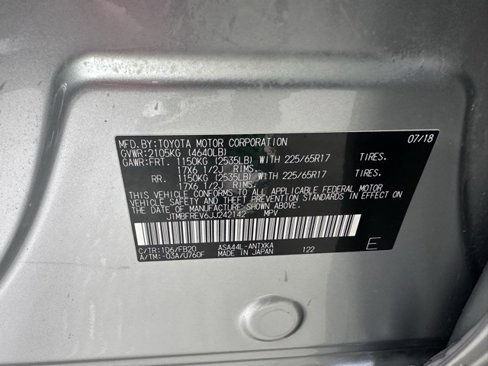 MFD.BY:TOYOTA MOTOR CORPORATION 07/18
GVWR:2105KG (4640LB)
GAWR:FRT. 1150KG (2535LB) WITH 225/65R17 TIRES.
17X6 1/2J RIMS.
RR. 1150KG (2535LB) WITH 225/65R17 TIRES.
17X6 1/2J RIMS.
THIS VEHICLE CONFORMS TO ALL APPLICABLE FEDERAL MOTOR
VEHICLE SAFETY AND BUMPER STANDARDS IN EFFECT ON THE
DATE OF MANUFACTURE SHOWN ABOVE.
JTMBFREV6JJ242142 MPV
C/TR:1D6/FB20 ASA44L-ANTXKA E
A/TM:-03A/U760F MADE IN JAPAN 122